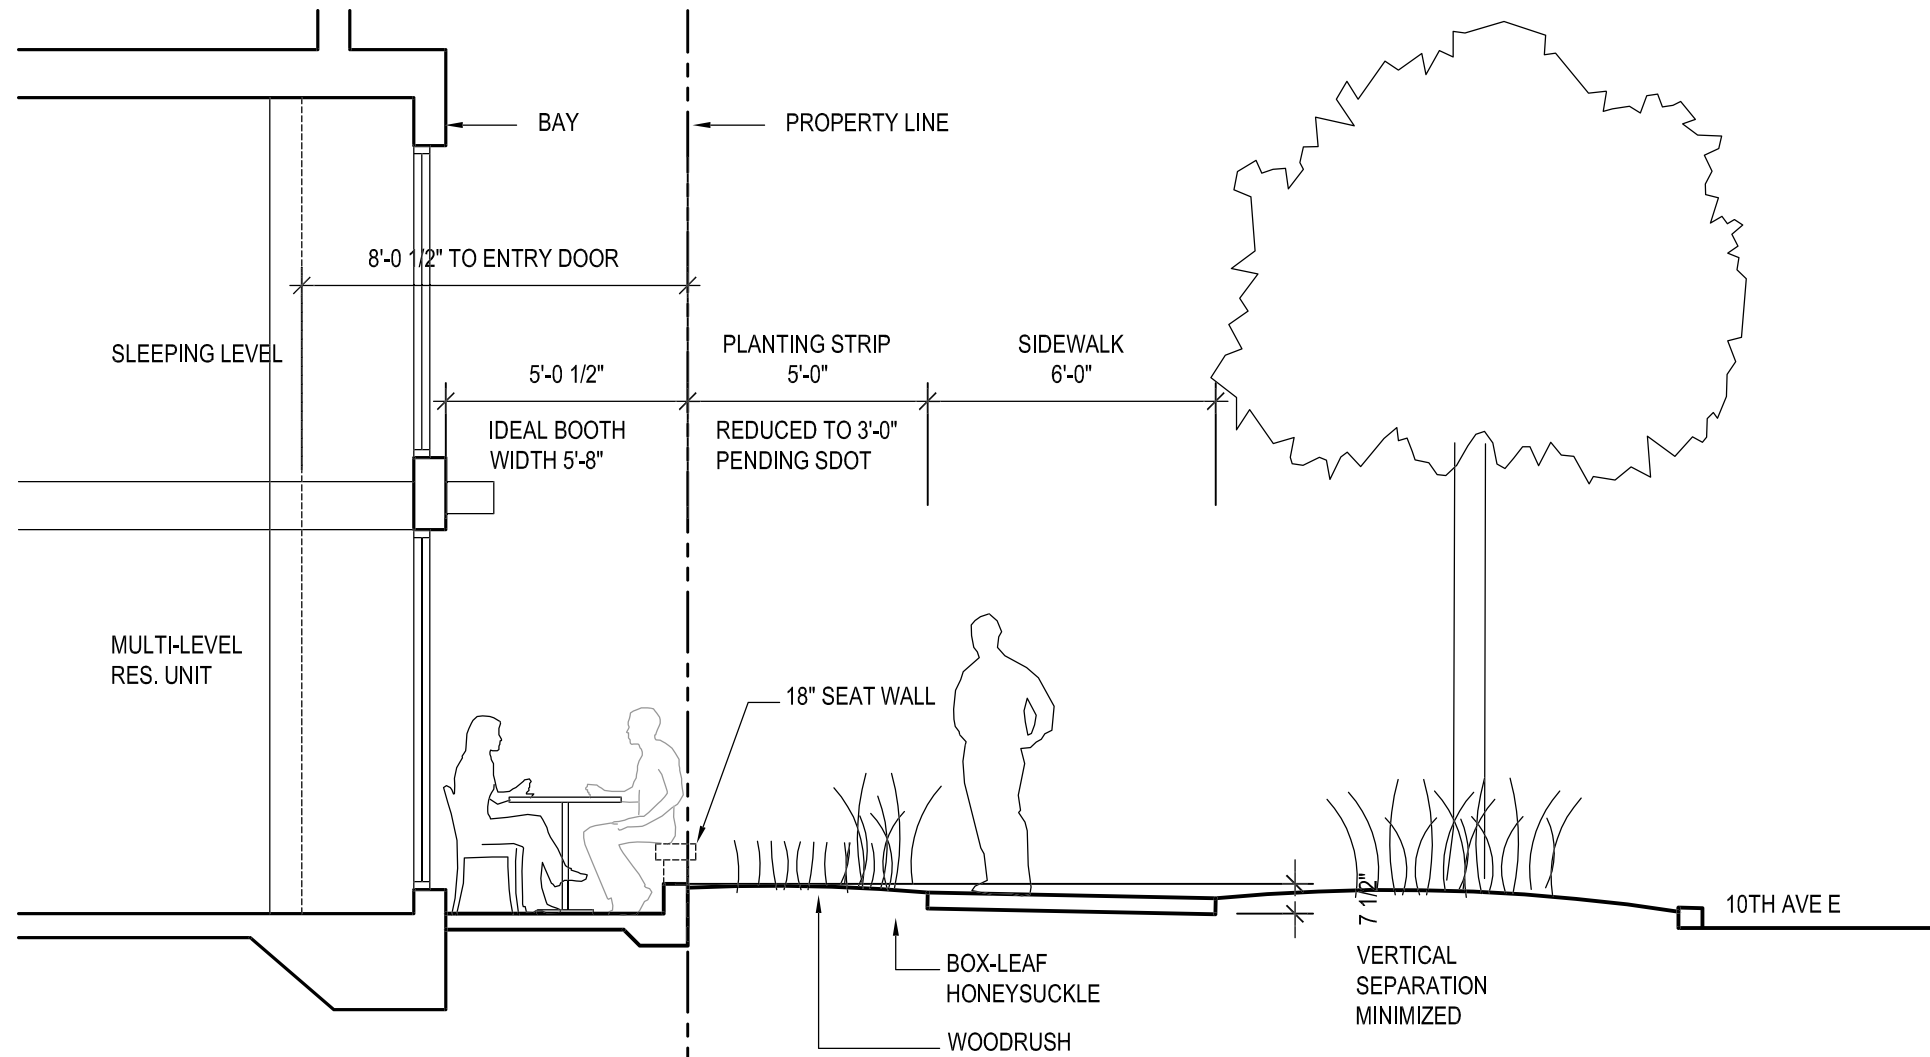 BAY
PROPERTY LINE
8'-0 1/2" TO ENTRY DOOR
SLEEPING LEVEL
5'-0 1/2"
IDEAL BOOTH
WIDTH 5'-8"
PLANTING STRIP
5'-0"
REDUCED TO 3'-0"
PENDING SDOT
SIDEWALK
6'-0"
MULTI-LEVEL
RES. UNIT
18" SEAT WALL
7 1/2"
10TH AVE E
VERTICAL
SEPARATION
MINIMIZED
BOX-LEAF
HONEYSUCKLE
WOODRUSH